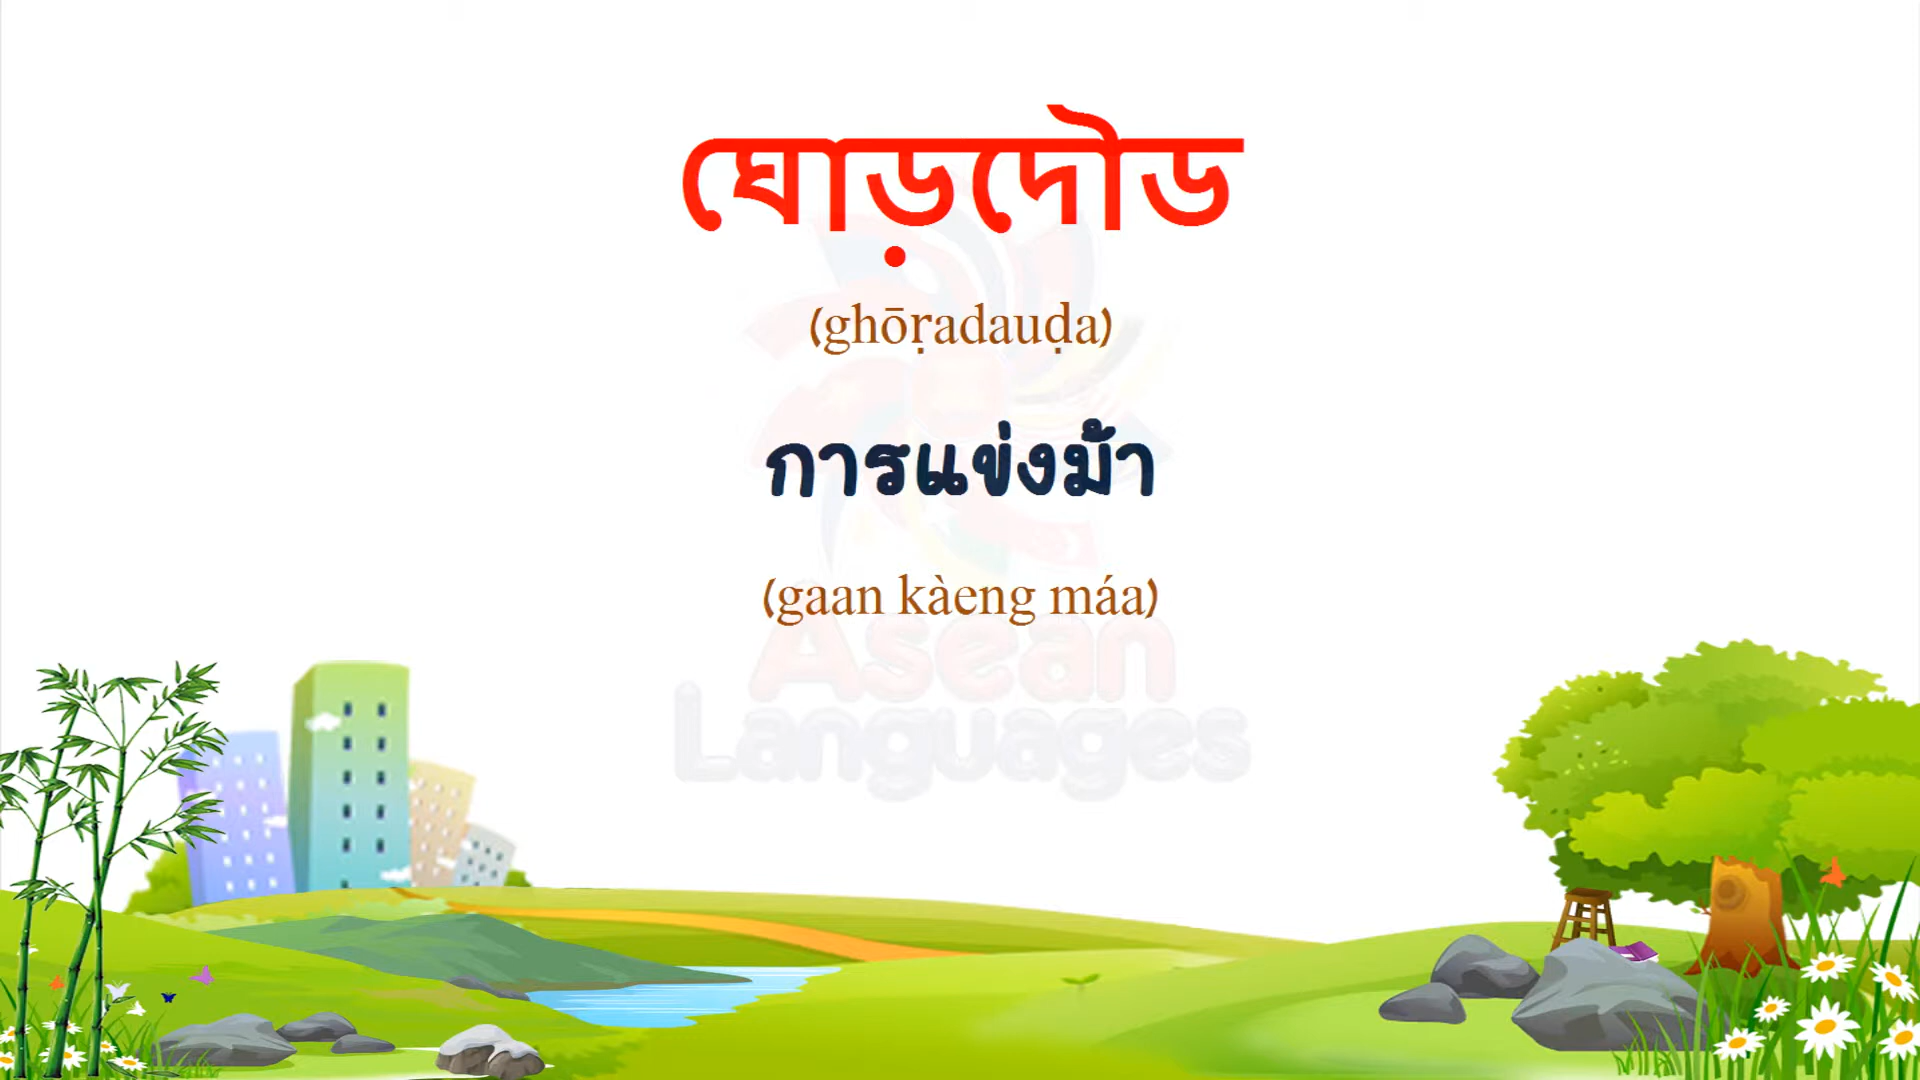 ঘোড়দৌড
(ghōṛadauḍa)
การแข่งม้า
(gaan kàeng máa)
Asean
Languages